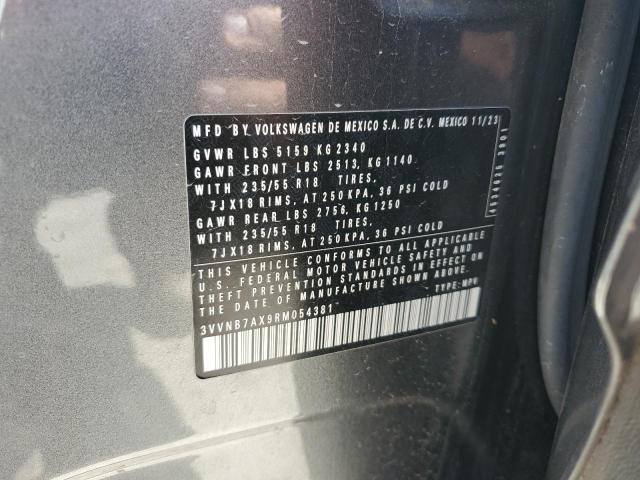 MFD BY VOLKSWAGEN DE MEXICO S.A. DE C.V. MEXICO 11/23
GVWR LBS 5159 KG 2340
GAWR FRONT LBS 2513, KG 1140
WITH 235/55 R18 TIRES,
7JX18 RIMS, AT 250 KPA, 36 PSI COLD
GAWR REAR LBS 2756, KG 1250
WITH 235/55 R18 TIRES,
7JX18 RIMS, AT 250 KPA, 36 PSI COLD
THIS VEHICLE CONFORMS TO ALL APPLICABLE
U.S. FEDERAL MOTOR VEHICLE SAFETY AND
THEFT PREVENTION STANDARDS IN EFFECT ON
THE DATE OF MANUFACTURE SHOWN ABOVE.
TYPE: MPV
3VVNB7AX9RM054381